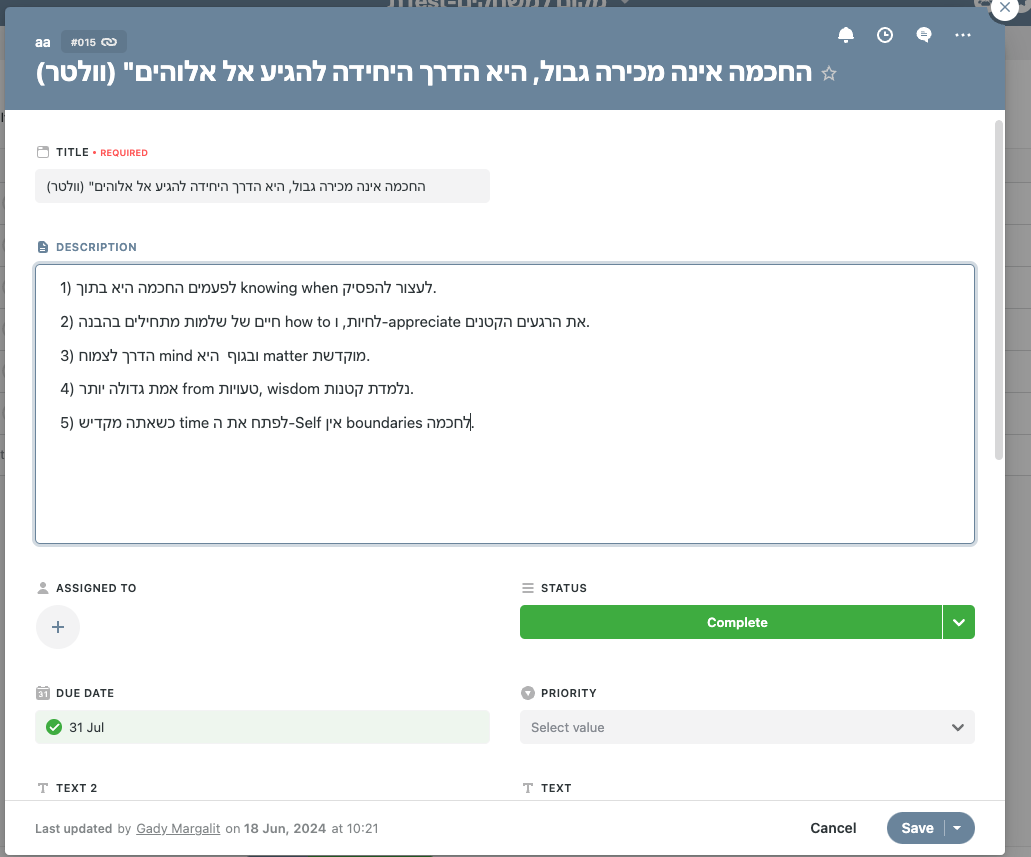 aa #015
החכמה אינה מכירה גבול, היא הדרך היחידה להגיע אל אלוהים" (וולטר)
TITLE • REQUIRED
החכמה אינה מכירה גבול, היא הדרך היחידה להגיע אל אלוהים" (וולטר)
DESCRIPTION
1) לפעמים החכמה היא בתוך knowing when לעצור להפסיק.
2) חיים של שלמות מתחילים בהבנה how to לחיות, ו-appreciate את הרגעים הקטנים.
3) הדרך לצמוח mind ובגוף היא matter מוקדשת.
4) אמת גדולה יותר from טעויות, wisdom נלמדת קטנות.
5) כשאתה מקדיש time לפתח את ה-Self אין boundaries לחכמה.
ASSIGNED TO
STATUS
Complete
31 DUE DATE
PRIORITY
31 Jul
Select value
TEXT 2
TEXT
Last updated by Gady Margalit on 18 Jun, 2024 at 10:21
Cancel
Save